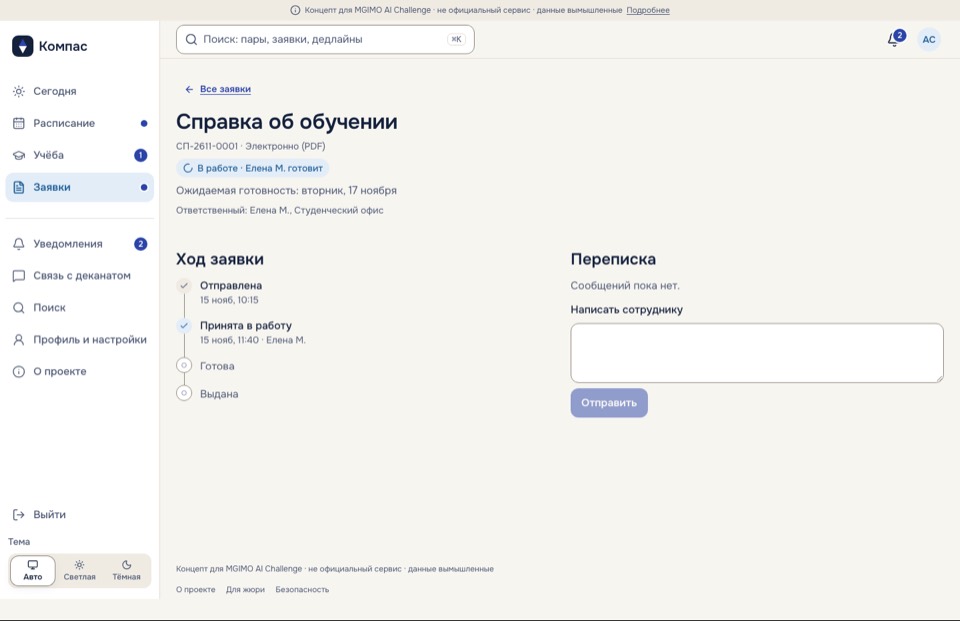 Концепт для MGIMO AI Challenge · не официальный сервис · данные вымышленные Подробнее
Компас
Поиск: пары, заявки, дедлайны
⌘K
2
АС
Сегодня
Расписание
Учёба
1
Заявки
Уведомления
2
Связь с деканатом
Поиск
Профиль и настройки
О проекте
Выйти
Тема
Авто
Светлая
Тёмная
← Все заявки
Справка об обучении
СП-2611-0001 · Электронно (PDF)
В работе · Елена М. готовит
Ожидаемая готовность: вторник, 17 ноября
Ответственный: Елена М., Студенческий офис
Ход заявки
Отправлена
15 нояб, 10:15
Принята в работу
15 нояб, 11:40 · Елена М.
Готова
Выдана
Переписка
Сообщений пока нет.
Написать сотруднику
Отправить
Концепт для MGIMO AI Challenge · не официальный сервис · данные вымышленные
О проекте Для жюри Безопасность